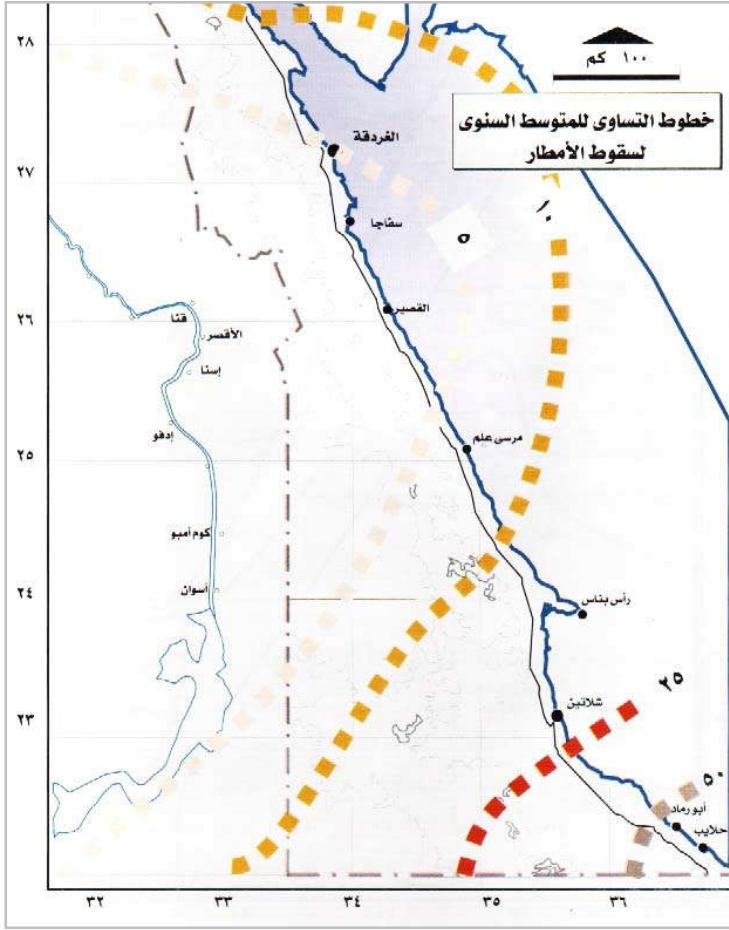 ٢٨
١٠٠ كم
خطوط التساوى للمتوسط السنوى
لسقوط الأمطار
الغردقة
٢٧
سفاجا
٥
١٠
القصير
٢٦
قنا
الأقصر
إسنا
إدفو
مرسى علم
٢٥
كوم أمبو
٢٤
أسوان
رأس بناس
٢٥
شلاتين
٢٣
٥٠
أبو رماد
حلايب
٣٢
٣٣
٣٤
٣٥
٣٦